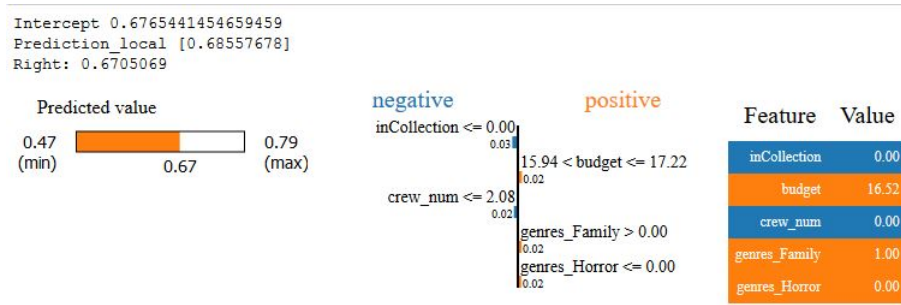 Intercept 0.6765441454659459
Prediction_local [0.68557678]
Right: 0.6705069
Predicted value
0.47
(min)
0.67
0.79
(max)
negative
positive
inCollection <= 0.00
0.03
15.94 < budget <= 17.22
0.02
crew_num <= 2.08
0.02
genres_Family > 0.00
0.02
genres_Horror <= 0.00
0.02
Feature Value
inCollection 0.00
budget 16.52
crew_num 0.00
genres_Family 1.00
genres_Horror 0.00